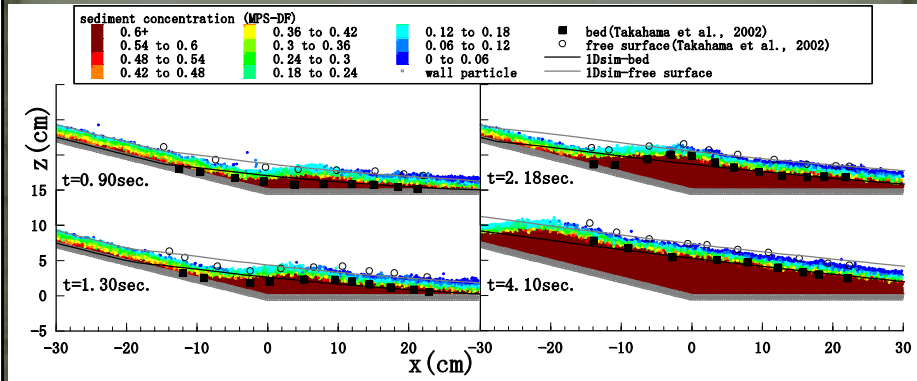 sediment concentration (MPS-DF)
0.6+ 0.36 to 0.42 0.12 to 0.18 bed(Takahama et al., 2002)
0.54 to 0.6 0.3 to 0.36 0.06 to 0.12 free surface(Takahama et al., 2002)
0.48 to 0.54 0.24 to 0.3 0 to 0.06 1Dsim-bed
0.42 to 0.48 0.18 to 0.24 wall particle 1Dsim-free surface
z(cm)
15
t=0.90sec. t=2.18sec.
10
5
t=1.30sec. t=4.10sec.
0
-5
-30 -20 -10 0 10 20 -30 -20 -10 0 10 20 30
x(cm)